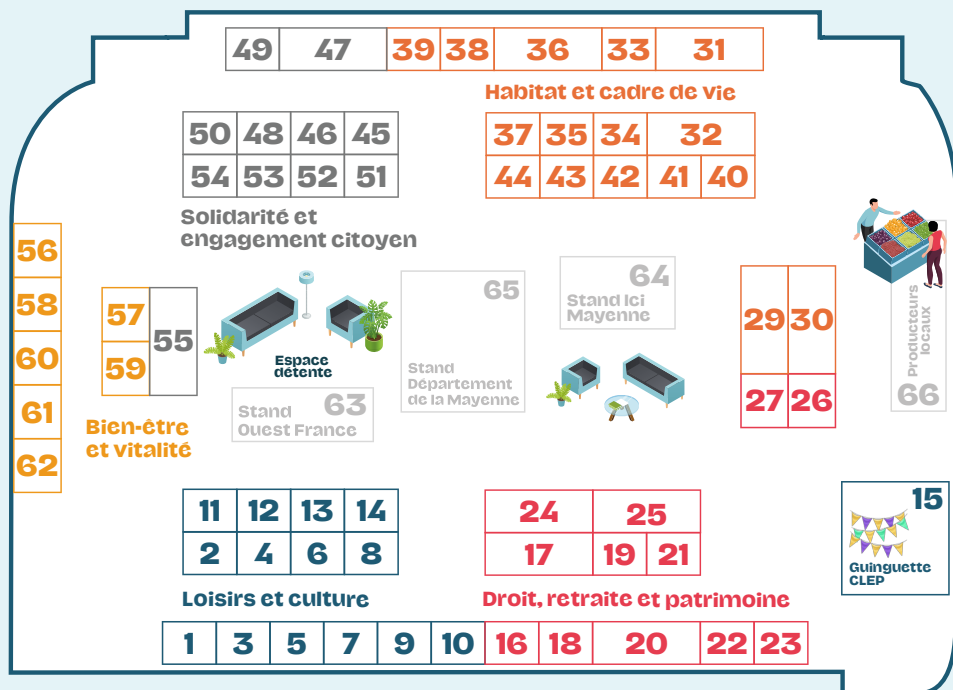 49 47 39 38 36 33 31
Habitat et cadre de vie
50 48 46 45
54 53 52 51
37 35 34 32
44 43 42 41 40
Solidarité et
engagement citoyen
56
58
60
61
62
57
59
55
Bien-être
et vitalité
Espace
détente
63
Stand
Ouest France
65
Stand
Département
de la Mayenne
64
Stand Ici
Mayenne
29 30
27 26
Producteurs
locaux
66
11 12 13 14
2 4 6 8
Loisirs et culture
24 25
17 19 21
Droit, retraite et patrimoine
15
Guinguette
CLEP
1 3 5 7 9 10 16 18 20 22 23